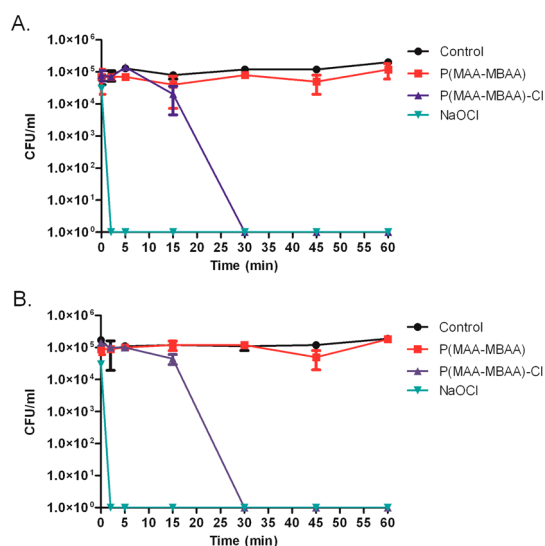 A.
1.0×10⁶
1.0×10⁵
1.0×10⁴
1.0×10³
1.0×10²
1.0×10¹
1.0×10⁰
CFU/ml
0 5 10 15 20 25 30 35 40 45 50 55 60
Time (min)
Control
P(MAA-MBAA)
P(MAA-MBAA)-Cl
NaOCl
B.
1.0×10⁶
1.0×10⁵
1.0×10⁴
1.0×10³
1.0×10²
1.0×10¹
1.0×10⁰
CFU/ml
0 5 10 15 20 25 30 35 40 45 50 55 60
Time (min)
Control
P(MAA-MBAA)
P(MAA-MBAA)-Cl
NaOCl